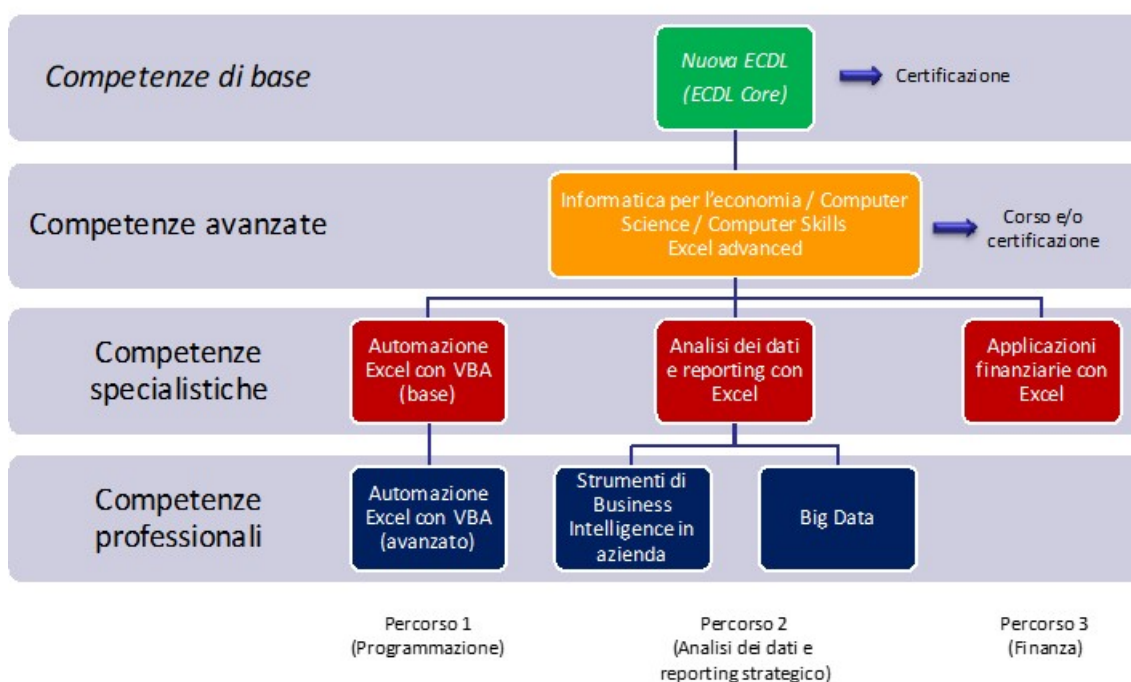 Competenze di base
Nuova ECDL
(ECDL Core)
Certificazione
Competenze avanzate
Informatica per l'economia / Computer
Science / Computer Skills
Excel advanced
Corso e/o
certificazione
Competenze
specialistiche
Automazione
Excel con VBA
(base)
Analisi dei dati
e reporting con
Excel
Applicazioni
finanziarie con
Excel
Competenze
professionali
Automazione
Excel con VBA
(avanzato)
Strumenti di
Business
Intelligence in
azienda
Big Data
Percorso 1
(Programmazione)
Percorso 2
(Analisi dei dati e
reporting strategico)
Percorso 3
(Finanza)